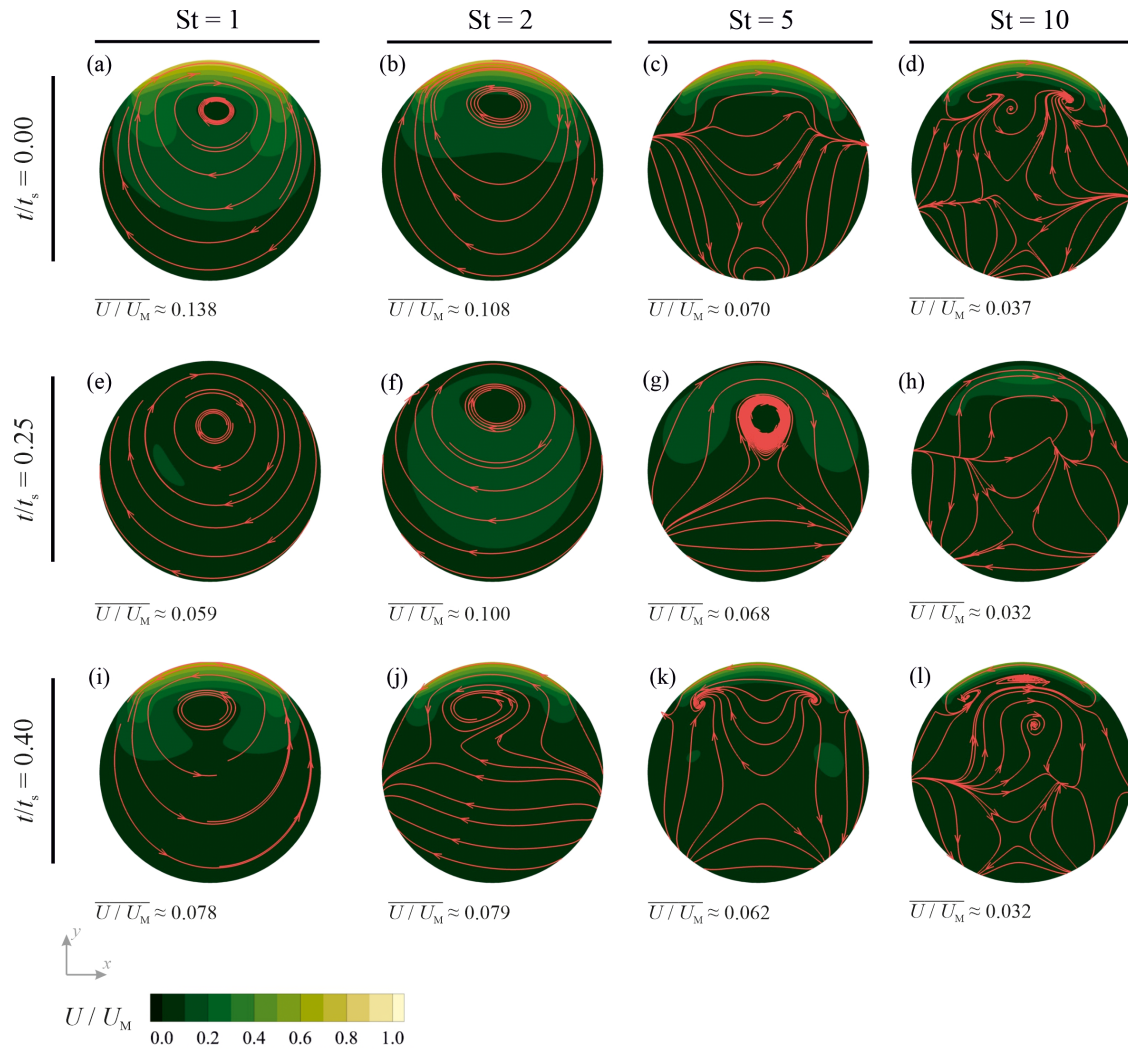 St = 1 St = 2 St = 5 St = 10
t/ts = 0.00
(a) (b) (c) (d)
U / UM ≈ 0.138 U / UM ≈ 0.108 U / UM ≈ 0.070 U / UM ≈ 0.037
t/ts = 0.25
(e) (f) (g) (h)
U / UM ≈ 0.059 U / UM ≈ 0.100 U / UM ≈ 0.068 U / UM ≈ 0.032
t/ts = 0.40
(i) (j) (k) (l)
U / UM ≈ 0.078 U / UM ≈ 0.079 U / UM ≈ 0.062 U / UM ≈ 0.032
y
x
U / UM
0.0 0.2 0.4 0.6 0.8 1.0